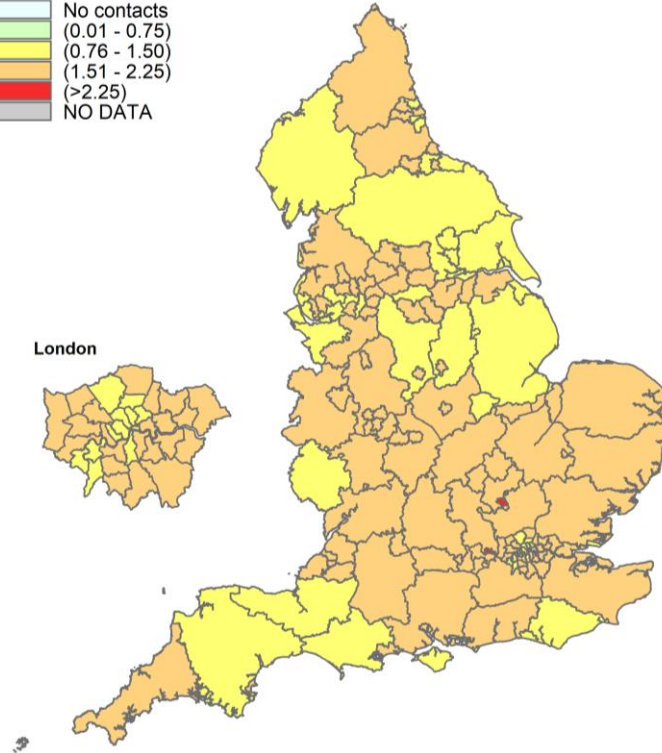 No contacts
(0.01 - 0.75)
(0.76 - 1.50)
(1.51 - 2.25)
(>2.25)
NO DATA
London